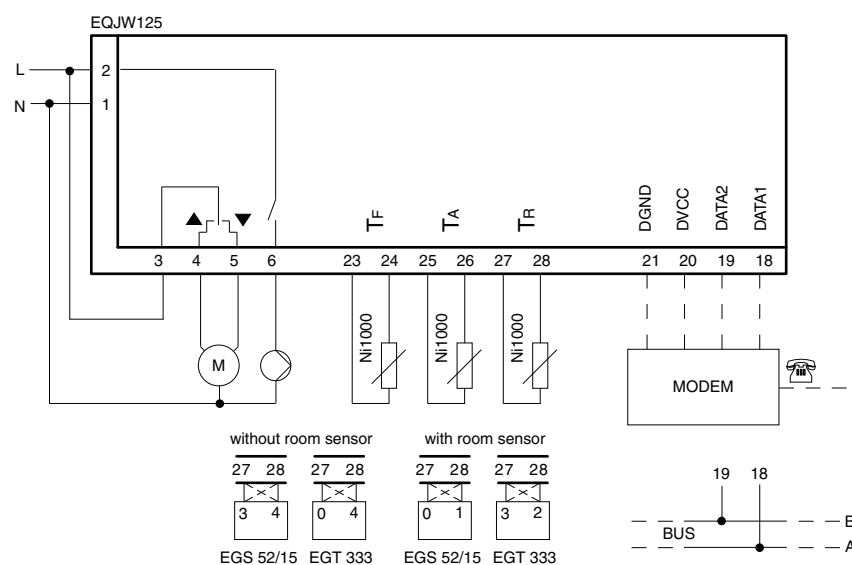 EQJW125
L 2
N 1
TF TA TR DGND DVCC DATA2 DATA1
3 4 5 6 23 24 25 26 27 28 21 20 19 18
Ni1000 Ni1000 Ni1000
M MODEM
without room sensor with room sensor
27 28 27 28 27 28 27 28
3 4 0 4 0 1 3 2
EGS 52/15 EGT 333 EGS 52/15 EGT 333
19 18
B
BUS
A